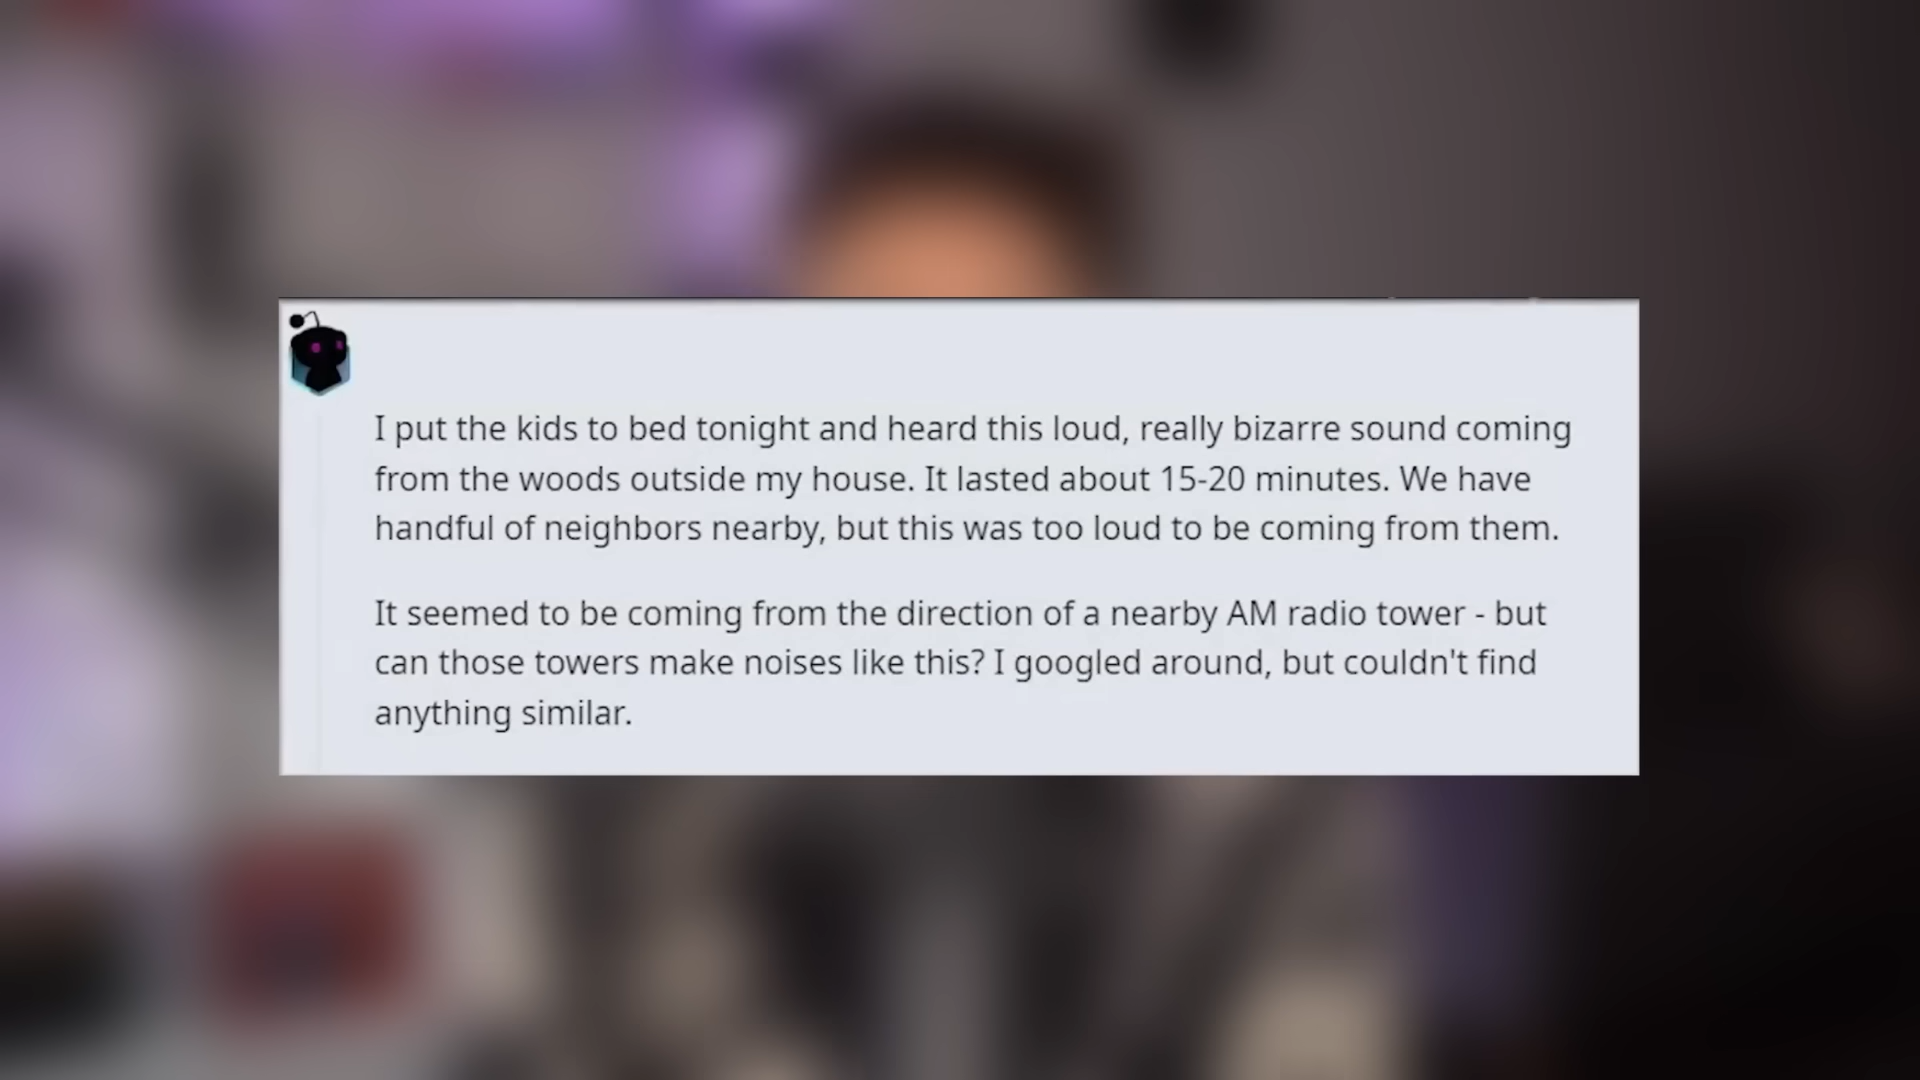 I put the kids to bed tonight and heard this loud, really bizarre sound coming
from the woods outside my house. It lasted about 15-20 minutes. We have
handful of neighbors nearby, but this was too loud to be coming from them.
It seemed to be coming from the direction of a nearby AM radio tower - but
can those towers make noises like this? I googled around, but couldn't find
anything similar.